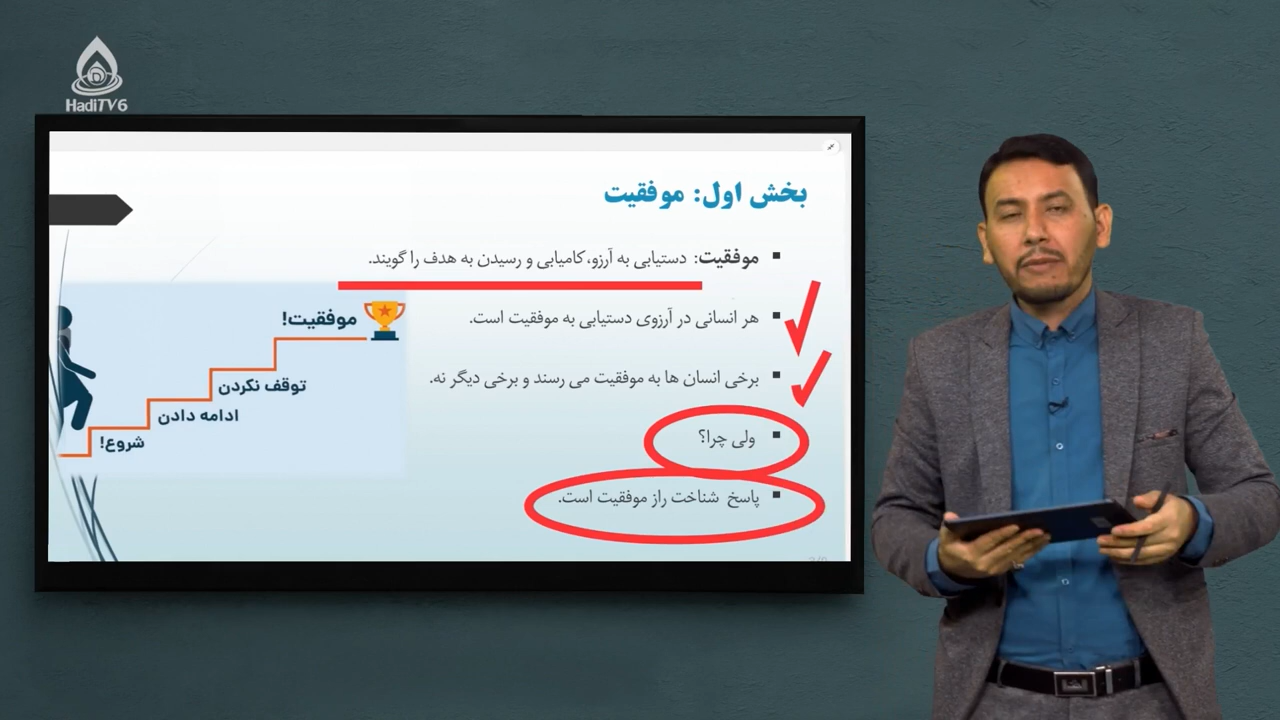 HadiTV6
بخش اول: موفقیت
موفقیت: دستیابی به آرزو،کامیابی و رسیدن به هدف را گویند.
هر انسانی در آرزوی دستیابی به موفقیت است.
برخی انسان ها به موفقیت می رسند و برخی دیگر نه.
ولی چرا؟
پاسخ شناخت راز موفقیت است.
موفقیت!
توقف نکردن
ادامه دادن
شروع!